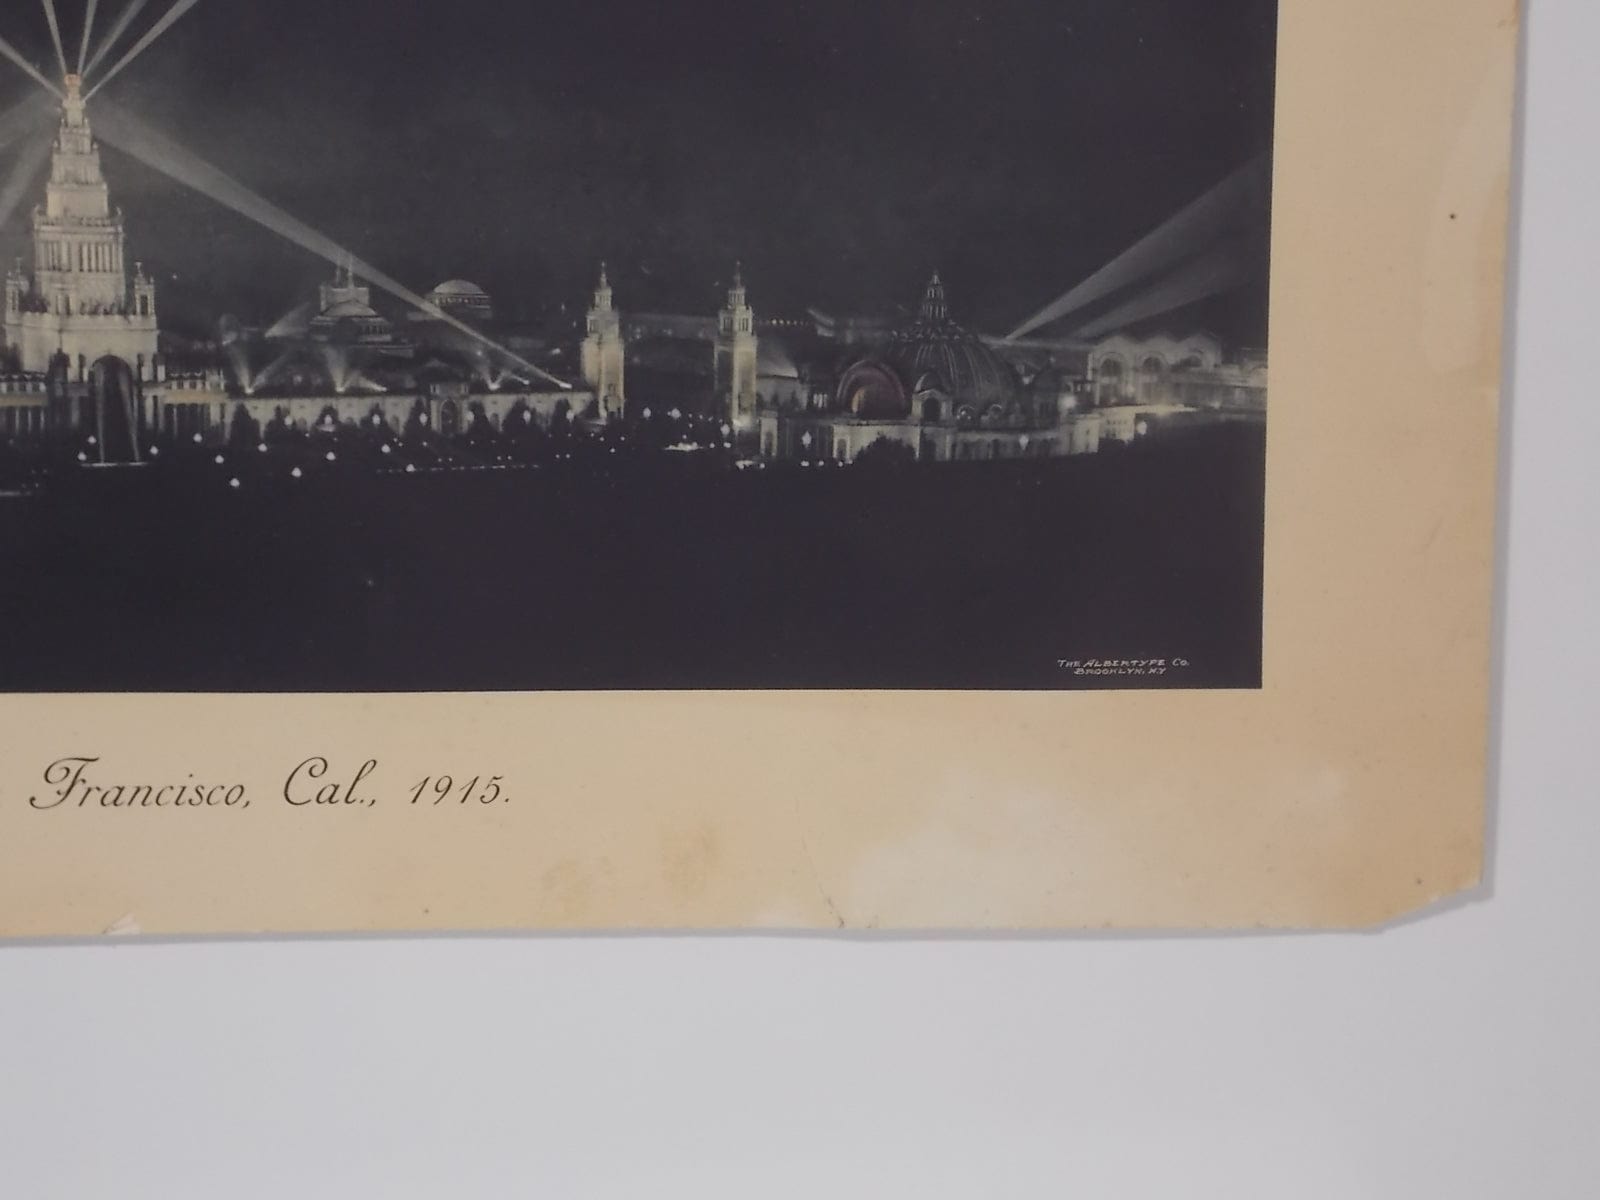 The Albertype Co.
Brooklyn, N.Y
Francisco, Cal., 1915.